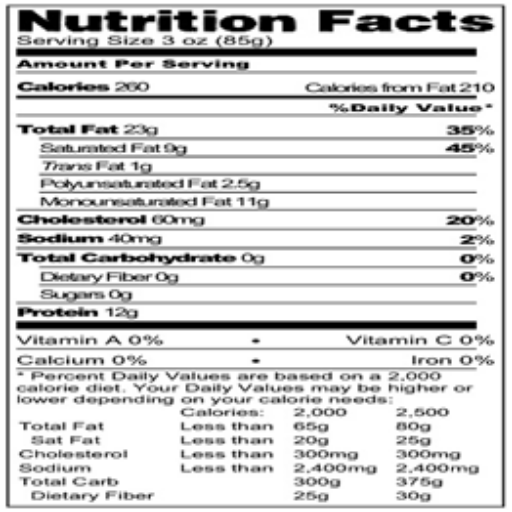 Nutrition Facts
Serving Size 3 oz (85g)
Amount Per Serving
Calories 260 Calories from Fat 210
%Daily Value*
Total Fat 23g 35%
Saturated Fat 9g 45%
Trans Fat 1g
Polyunsaturated Fat 2.5g
Monounsaturated Fat 11g
Cholesterol 60mg 20%
Sodium 40mg 2%
Total Carbohydrate 0g 0%
Dietary Fiber 0g 0%
Sugars 0g
Protein 12g
Vitamin A 0% • Vitamin C 0%
Calcium 0% • Iron 0%
* Percent Daily Values are based on a 2,000
calorie diet. Your Daily Values may be higher or
lower depending on your calorie needs:
Calories: 2,000 2,500
Total Fat Less than 65g 80g
Sat Fat Less than 20g 25g
Cholesterol Less than 300mg 300mg
Sodium Less than 2,400mg 2,400mg
Total Carb 300g 375g
Dietary Fiber 25g 30g